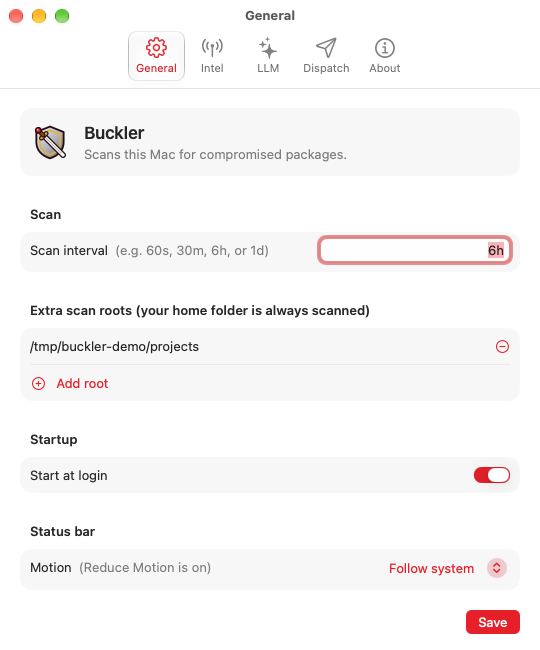 General
General
Intel
LLM
Dispatch
About
Buckler
Scans this Mac for compromised packages.
Scan
Scan interval (e.g. 60s, 30m, 6h, or 1d) 6h
Extra scan roots (your home folder is always scanned)
/tmp/buckler-demo/projects
Add root
Startup
Start at login
Status bar
Motion (Reduce Motion is on) Follow system
Save